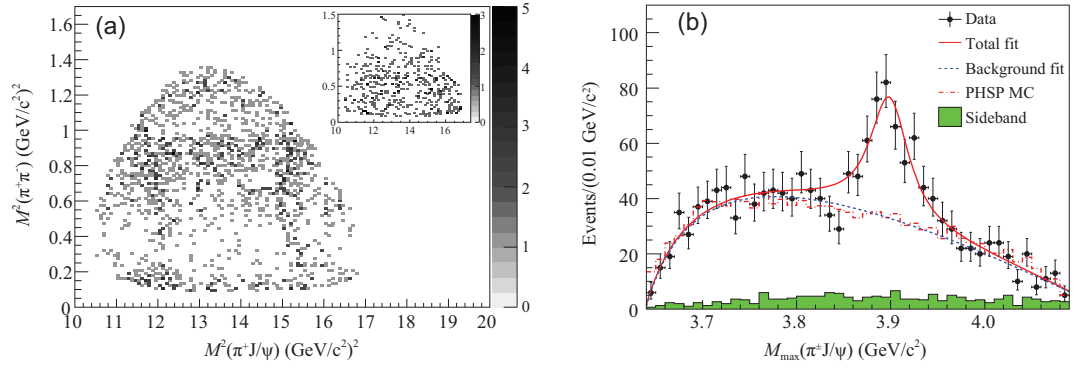 (a)
M²(π⁺π⁻) (GeV/c²)²
1.6
1.4
1.2
1
0.8
0.6
0.4
0.2
0
10 11 12 13 14 15 16 17 18 19 20
M²(π⁺J/ψ) (GeV/c²)²
5
4
3
2
1
0
1.5
1
0.5
0
10 12 14 16
3
2
1
0
(b)
Events/(0.01 GeV/c²)
100
80
60
40
20
0
3.7 3.8 3.9 4.0
M_max(π±J/ψ) (GeV/c²)
Data
Total fit
Background fit
PHSP MC
Sideband